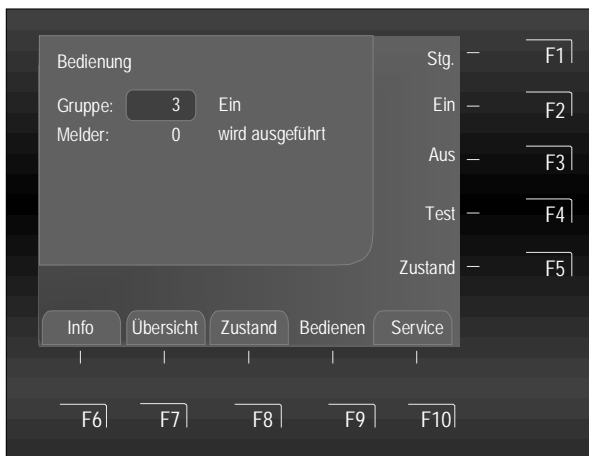 Bedienung
Stg. F1
Gruppe: 3 Ein
Ein F2
Melder: 0 wird ausgeführt
Aus F3
Test F4
Zustand F5
Info Übersicht Zustand Bedienen Service
F6 F7 F8 F9 F10